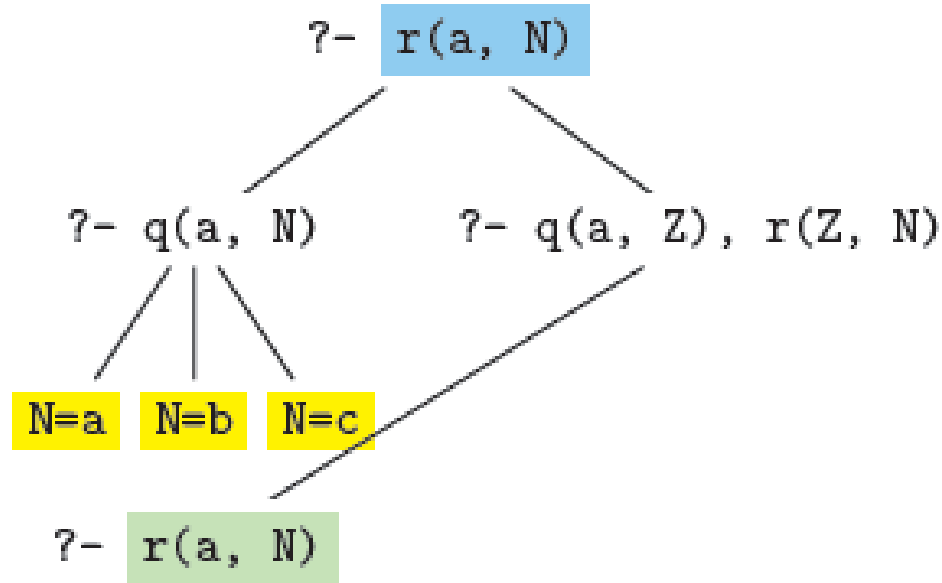 ?- r(a, N)
?- q(a, N) ?- q(a, Z), r(Z, N)
N=a N=b N=c
?- r(a, N)